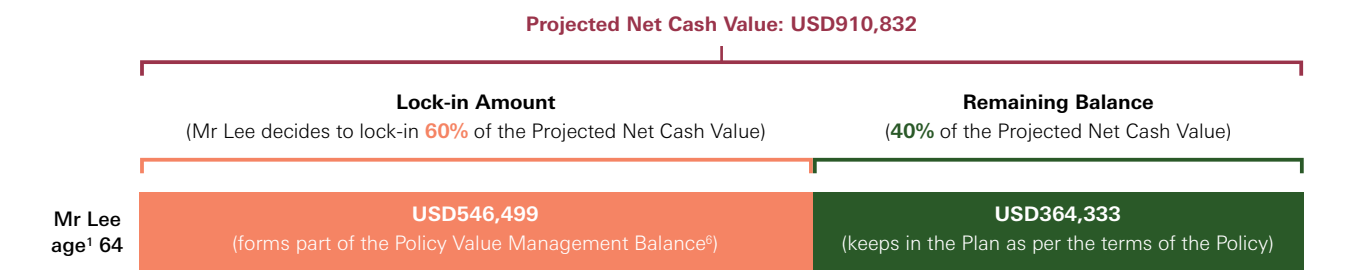 Projected Net Cash Value: USD910,832
Lock-in Amount
(Mr Lee decides to lock-in 60% of the Projected Net Cash Value)
Remaining Balance
(40% of the Projected Net Cash Value)
Mr Lee
age¹ 64
USD546,499
(forms part of the Policy Value Management Balance⁶)
USD364,333
(keeps in the Plan as per the terms of the Policy)